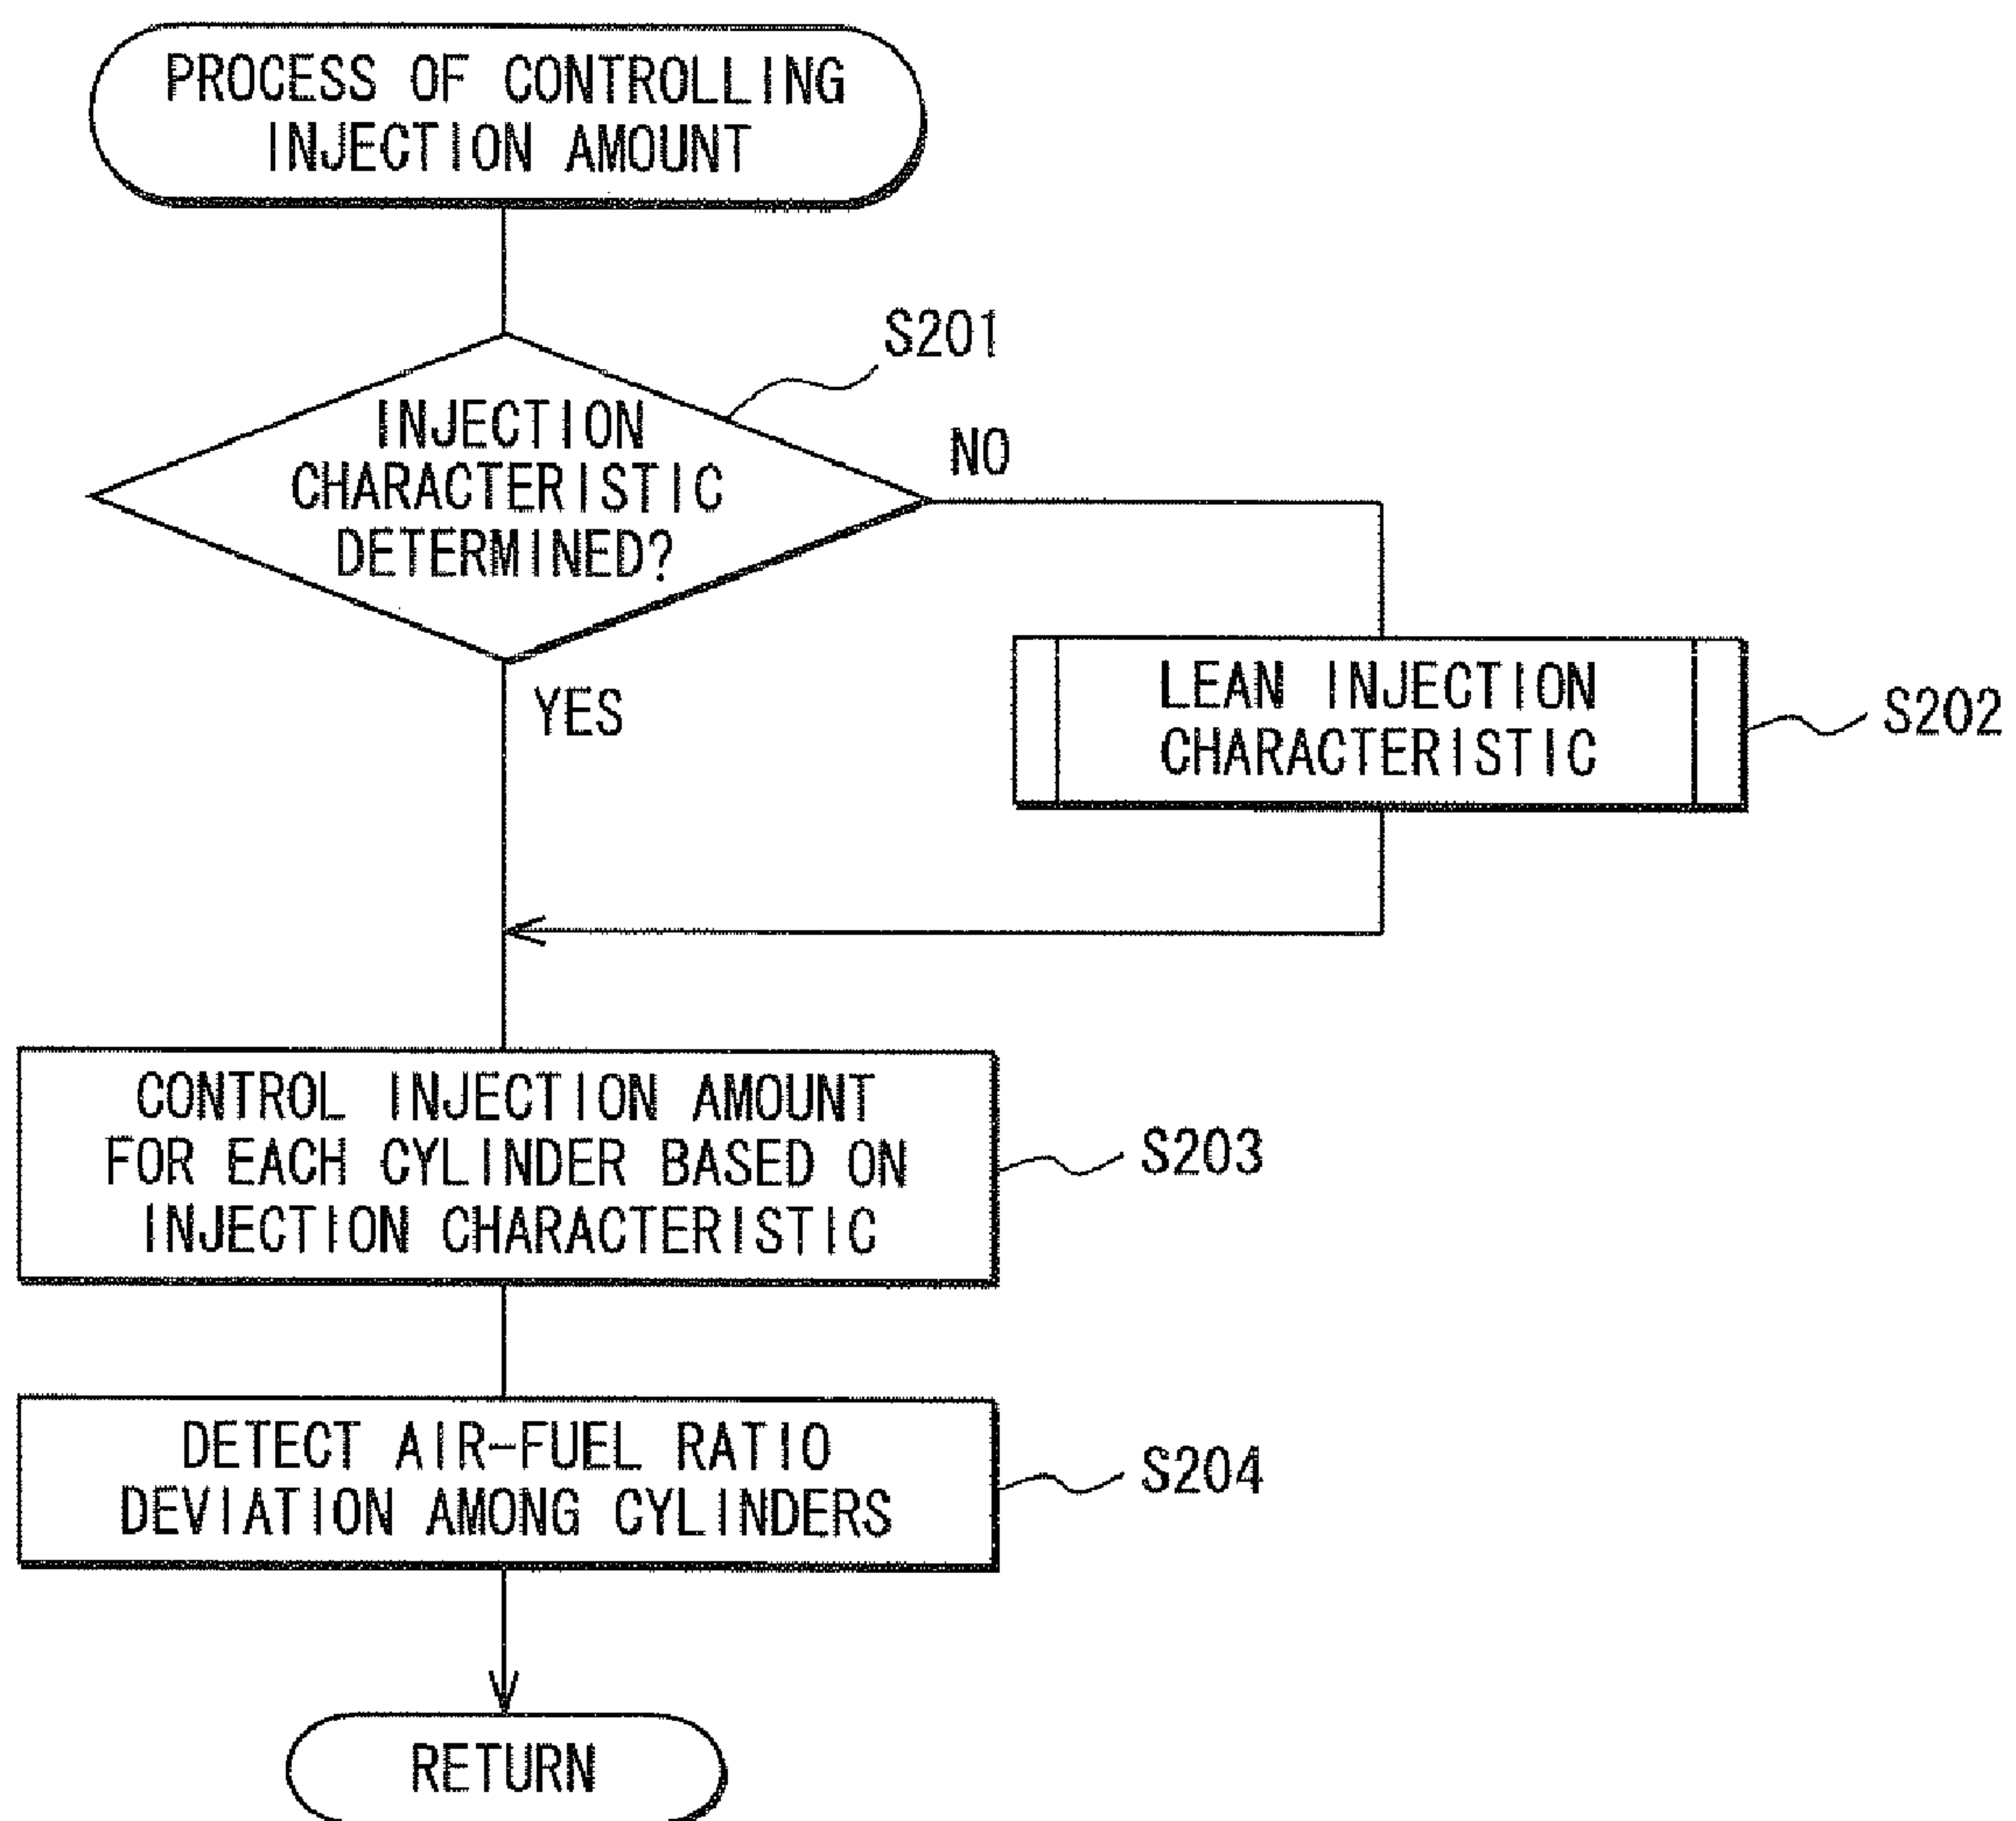 PROCESS OF CONTROLLING
INJECTION AMOUNT
S201
INJECTION
CHARACTERISTIC
DETERMINED?
NO
YES
LEAN INJECTION
CHARACTERISTIC
S202
CONTROL INJECTION AMOUNT
FOR EACH CYLINDER BASED ON
INJECTION CHARACTERISTIC
S203
DETECT AIR-FUEL RATIO
DEVIATION AMONG CYLINDERS
S204
RETURN